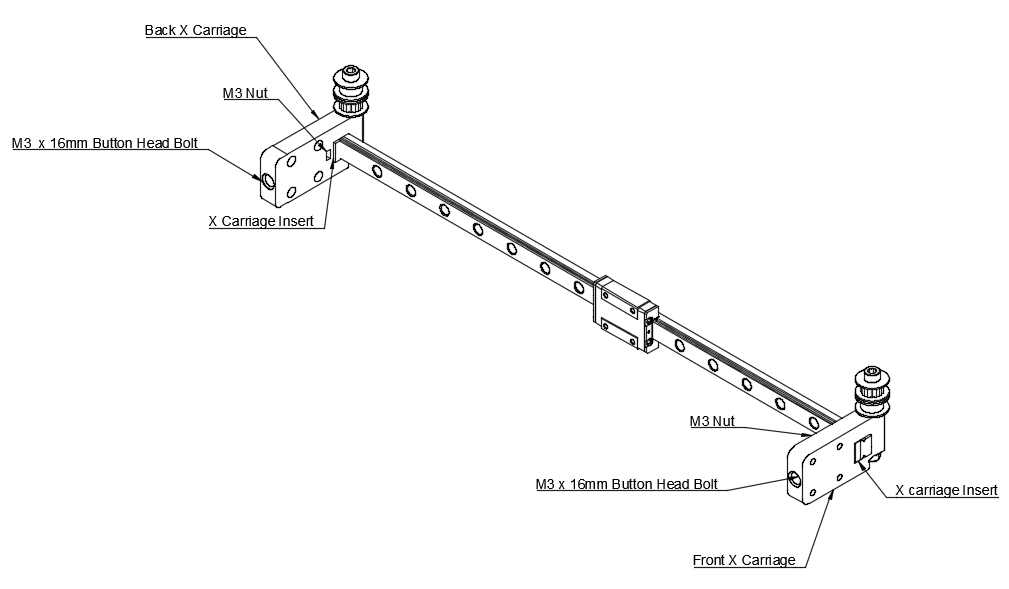 Back X Carriage
M3 Nut
M3 x 16mm Button Head Bolt
X Carriage Insert
M3 Nut
M3 x 16mm Button Head Bolt
X carriage Insert
Front X Carriage